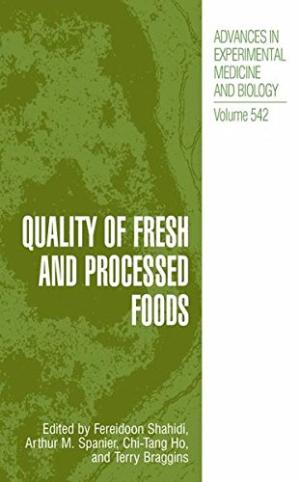 ADVANCES IN
EXPERIMENTAL
MEDICINE
AND BIOLOGY
Volume 542
QUALITY OF FRESH
AND PROCESSED
FOODS
Edited by Fereidoon Shahidi,
Arthur M. Spanier, Chi-Tang Ho,
and Terry Braggins